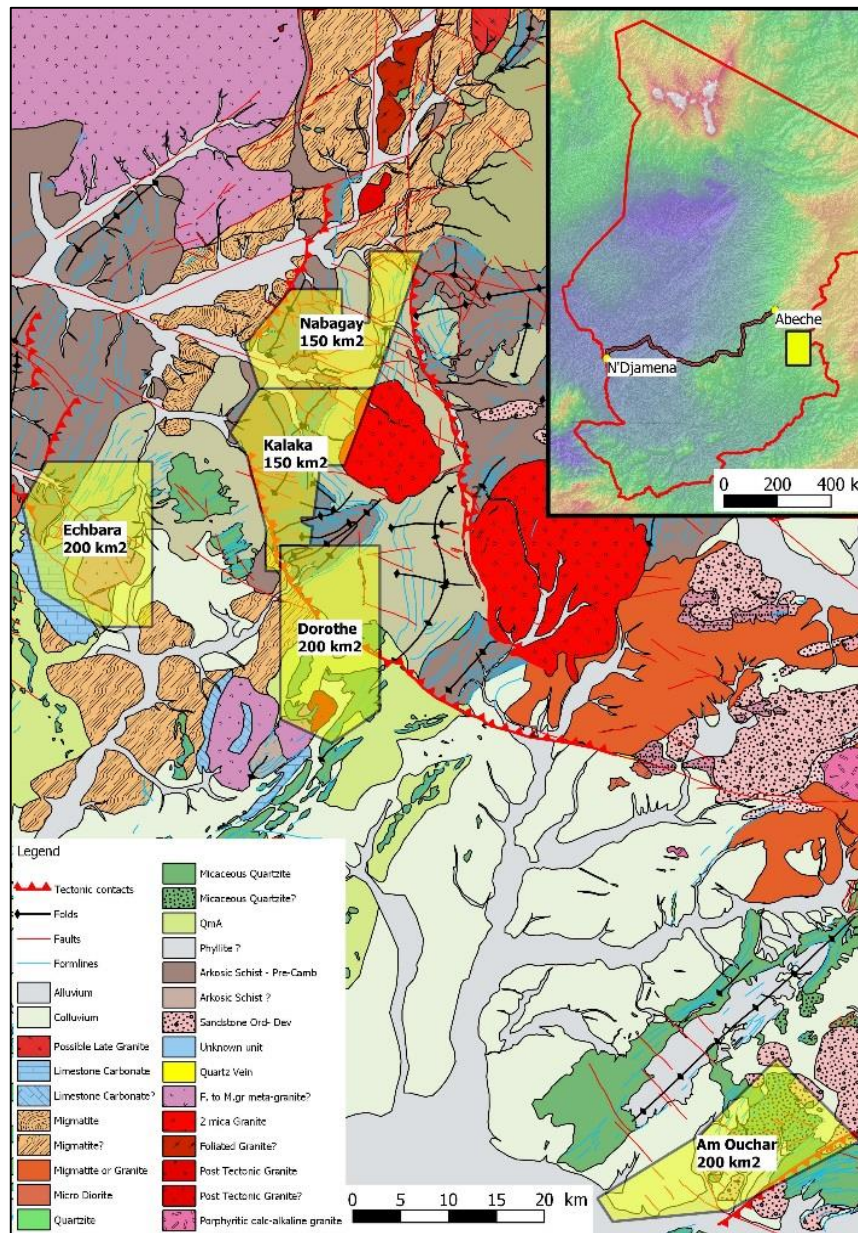 Abeche
N'Djamena
0 200 400 k
Nabagay
150 km2
Kalaka
150 km2
Echbara
200 km2
Dorothe
200 km2
Am Ouchar
200 km2
Legend
Tectonic contacts
Folds
Faults
Formlines
Alluvium
Colluvium
Possible Late Granite
Limestone Carbonate
Limestone Carbonate?
Migmatite
Migmatite?
Migmatite or Granite
Micro Diorite
Quartzite
Micaceous Quartzite
Micaceous Quartzite?
QmA
Phyllite ?
Arkosic Schist - Pre-Camb
Arkosic Schist ?
Sandstone Ord- Dev
Unknown unit
Quartz Vein
F. to M.gr meta-granite?
2 mica Granite
Foliated Granite?
Post Tectonic Granite
Post Tectonic Granite?
Porphyritic calc-alkaline granite
0 5 10 15 20 km